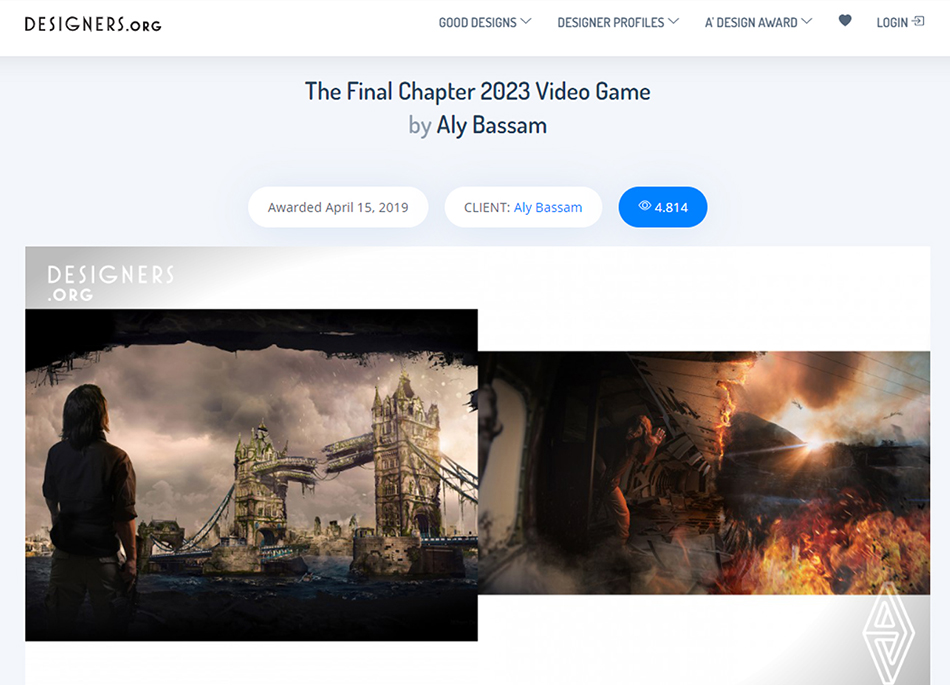 DESIGNERS.ORG
GOOD DESIGNS DESIGNER PROFILES A' DESIGN AWARD LOGIN
The Final Chapter 2023 Video Game
by Aly Bassam
Awarded April 15, 2019 CLIENT: Aly Bassam 4.814
DESIGNERS
.ORG